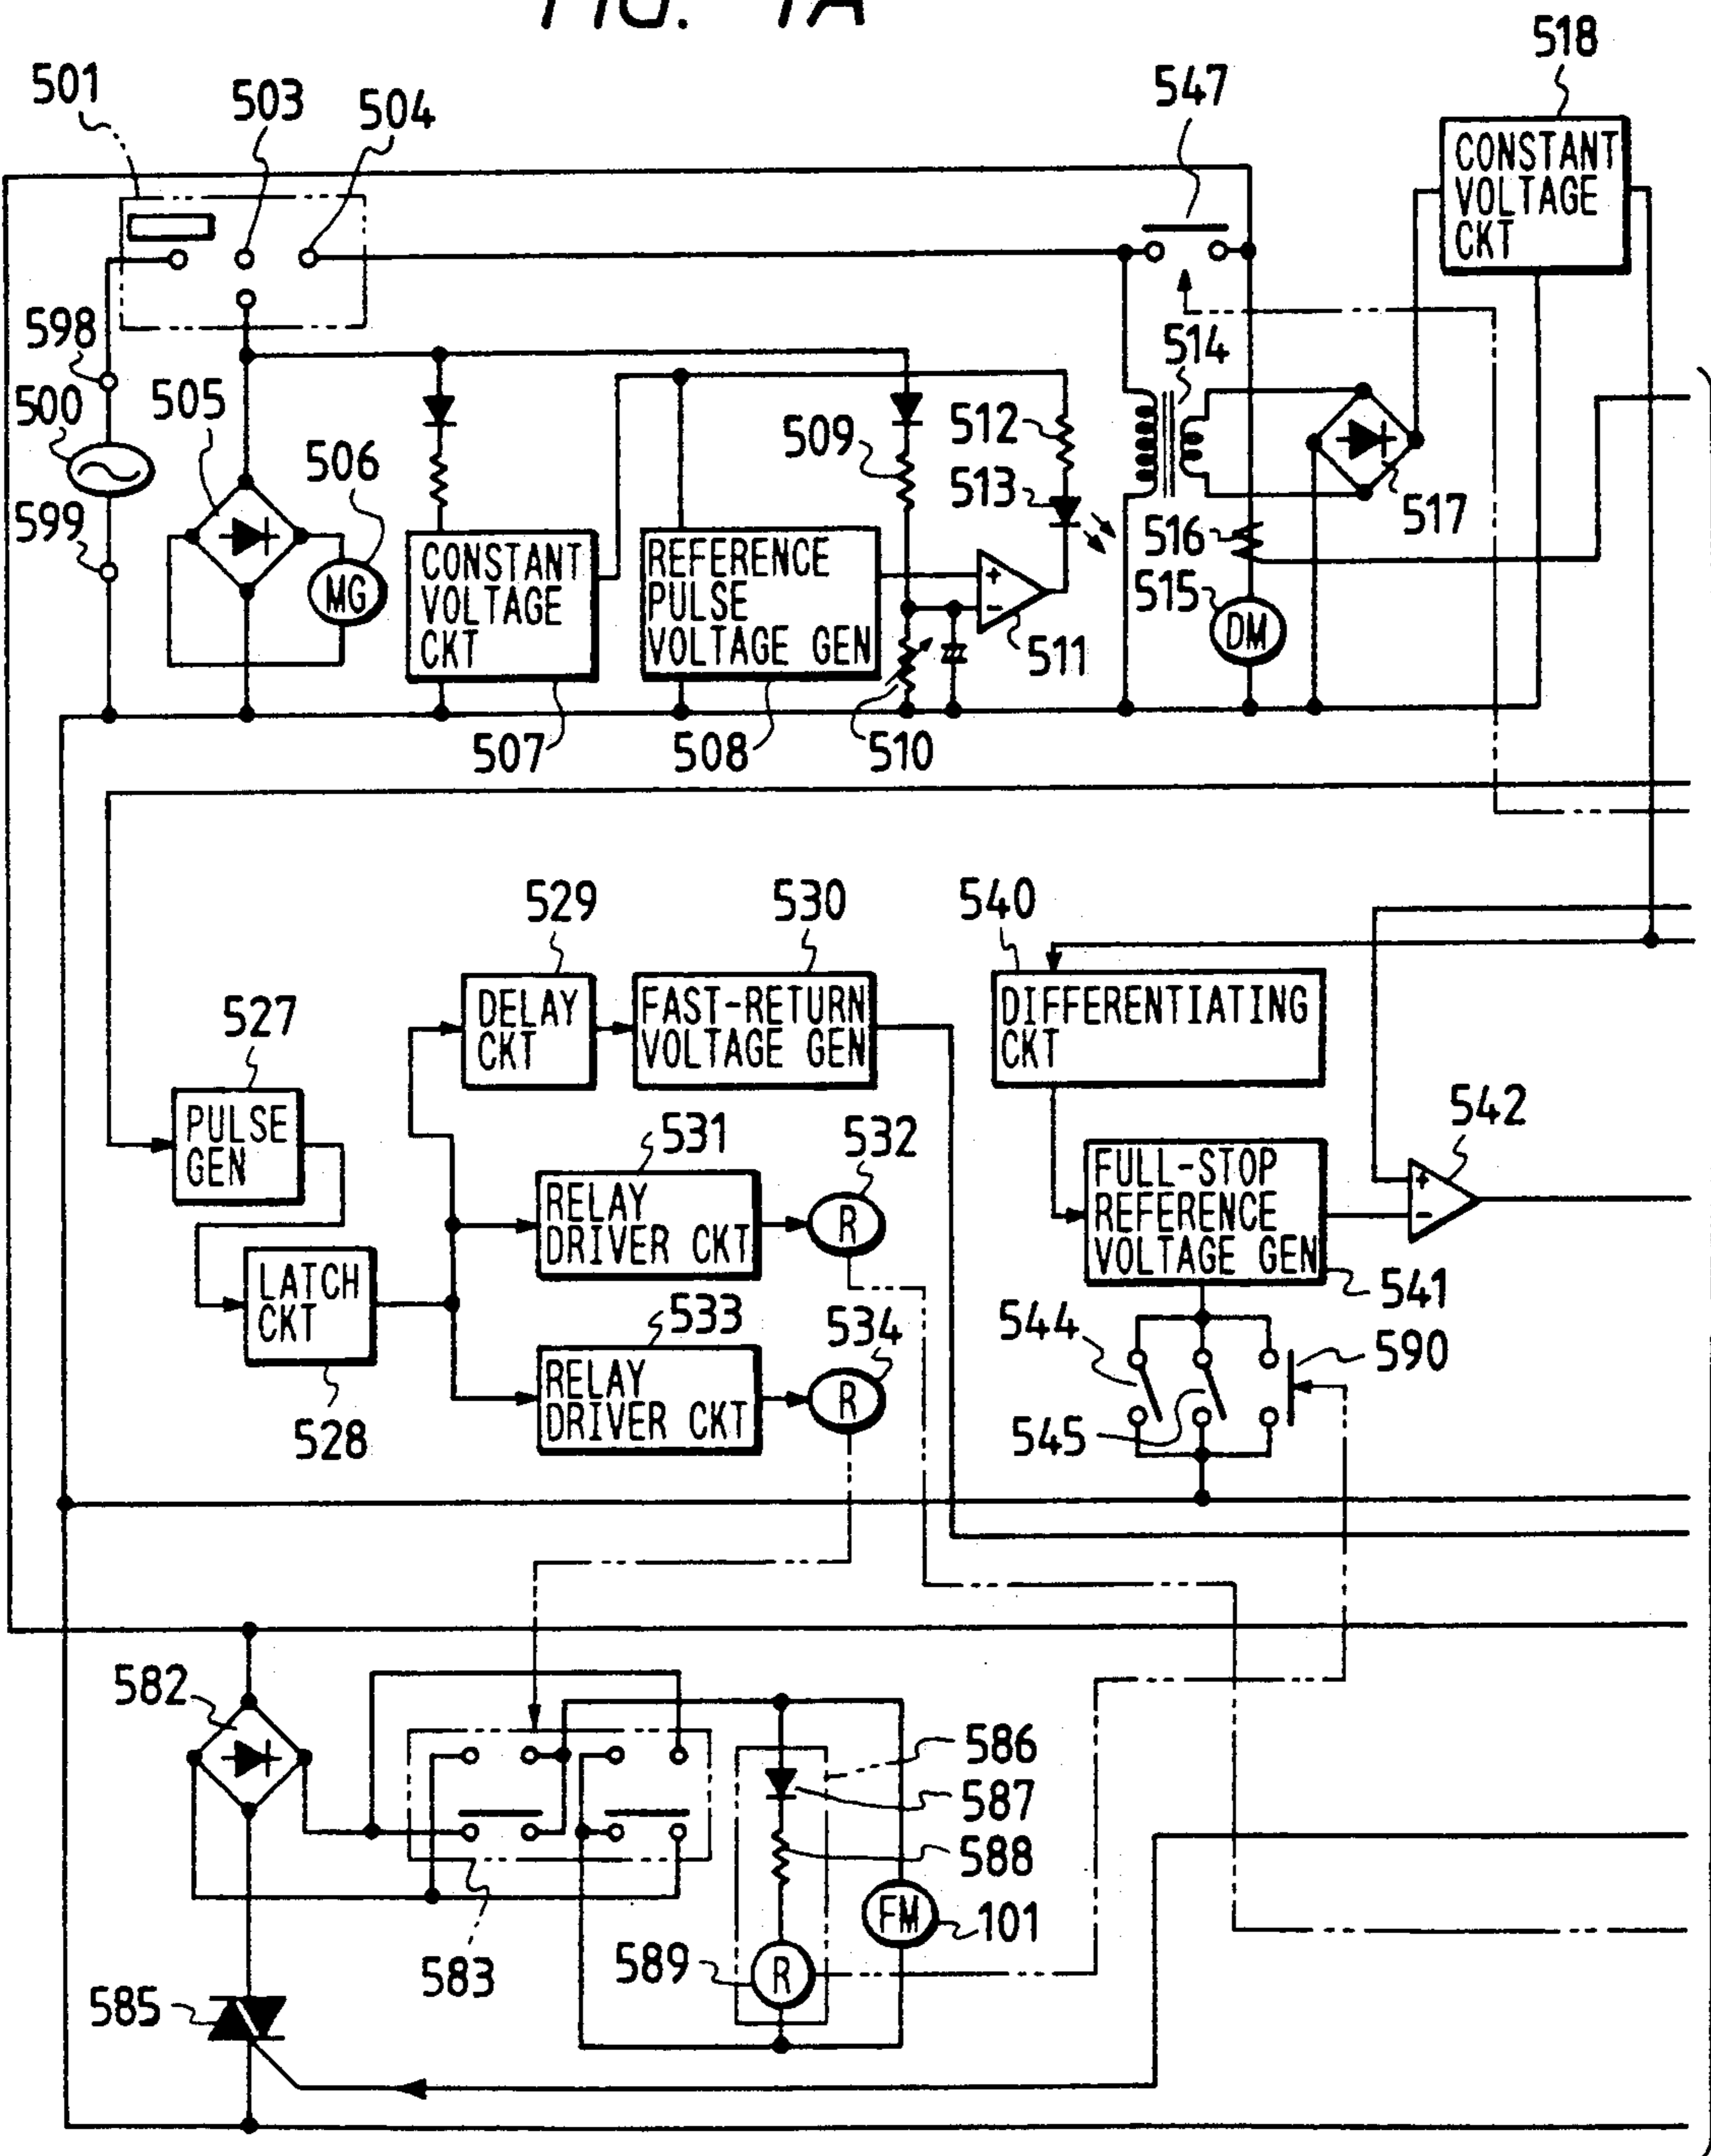 FIG. 1A
518
547
501
503
504
CONSTANT
VOLTAGE
CKT
598
514
500
505
506
509
512
513
599
517
516
MG
CONSTANT
VOLTAGE
CKT
REFERENCE
PULSE
VOLTAGE GEN
+
-
515
DM
511
507
508
510
529
530
540
527
DELAY
CKT
FAST-RETURN
VOLTAGE GEN
DIFFERENTIATING
CKT
PULSE
GEN
531
532
542
RELAY
DRIVER CKT
R
FULL-STOP
REFERENCE
VOLTAGE GEN
+
-
LATCH
CKT
541
533
534
544
590
RELAY
DRIVER CKT
R
528
545
582
586
587
588
FM
101
583
589
R
585